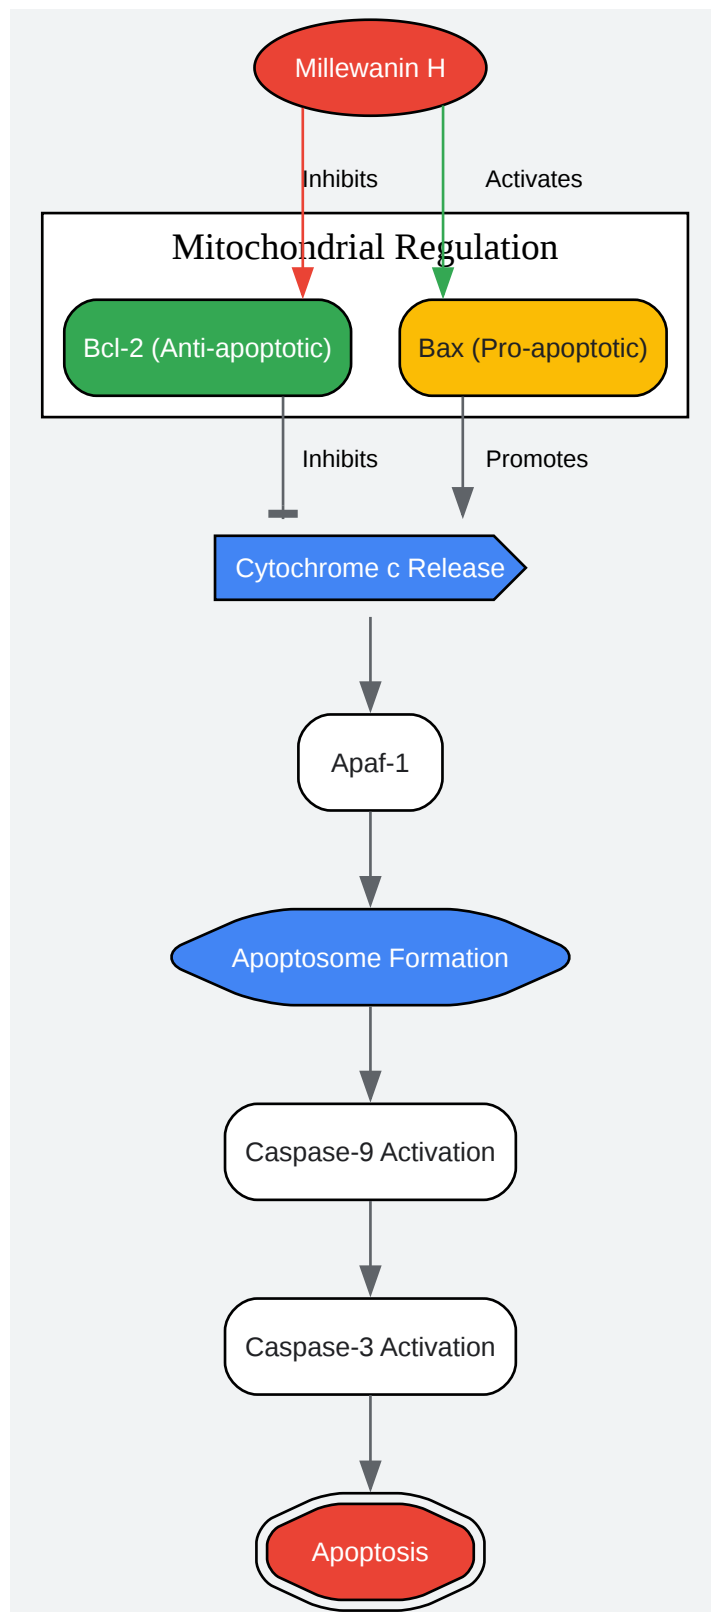 Millewanin H
Inhibits
Activates
Mitochondrial Regulation
Bcl-2 (Anti-apoptotic)
Bax (Pro-apoptotic)
Inhibits
Promotes
Cytochrome c Release
Apaf-1
Apoptosome Formation
Caspase-9 Activation
Caspase-3 Activation
Apoptosis